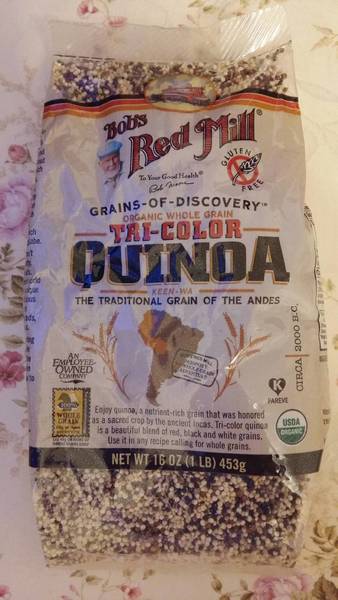 Bob's
Red Mill®
To Your Good Health®
Bob Moore
GLUTEN
FREE
GRAINS-OF-DISCOVERY™
ORGANIC WHOLE GRAIN
TRI-COLOR
QUINOA
KEEN-WA
THE TRADITIONAL GRAIN OF THE ANDES
CIRCA 2000 B.C.
AN
EMPLOYEE-
OWNED
COMPANY
100%
WHOLE
GRAIN
K
PAREVE
USDA
ORGANIC
Enjoy quinoa, a nutrient-rich grain that was honored
as a sacred crop by the ancient Incas. Tri-color quinoa
is a beautiful blend of red, black and white grains.
Use it in any recipe calling for whole grains.
NET WT 16 OZ (1 LB) 453g